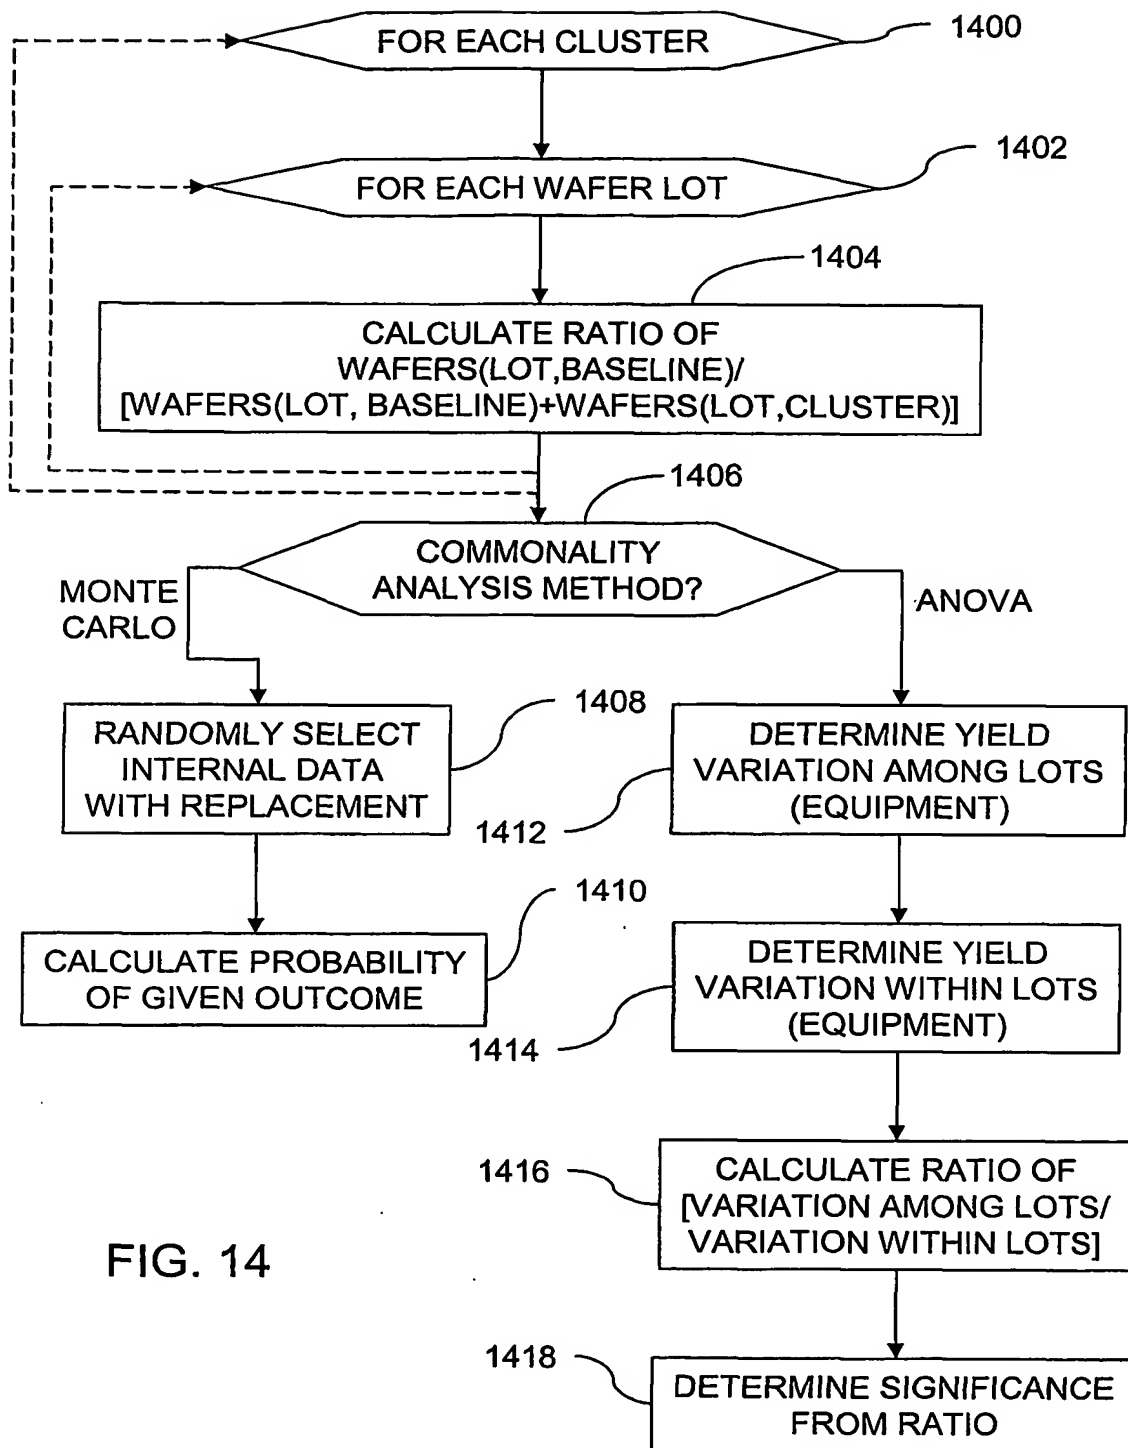 FOR EACH CLUSTER
1400
FOR EACH WAFER LOT
1402
1404
CALCULATE RATIO OF
WAFERS(LOT,BASELINE)/
[WAFERS(LOT, BASELINE)+WAFERS(LOT,CLUSTER)]
1406
COMMONALITY
ANALYSIS METHOD?
MONTE
CARLO
ANOVA
1408
RANDOMLY SELECT
INTERNAL DATA
WITH REPLACEMENT
DETERMINE YIELD
VARIATION AMONG LOTS
(EQUIPMENT)
1412
1410
CALCULATE PROBABILITY
OF GIVEN OUTCOME
DETERMINE YIELD
VARIATION WITHIN LOTS
(EQUIPMENT)
1414
1416
CALCULATE RATIO OF
[VARIATION AMONG LOTS/
VARIATION WITHIN LOTS]
FIG. 14
1418
DETERMINE SIGNIFICANCE
FROM RATIO